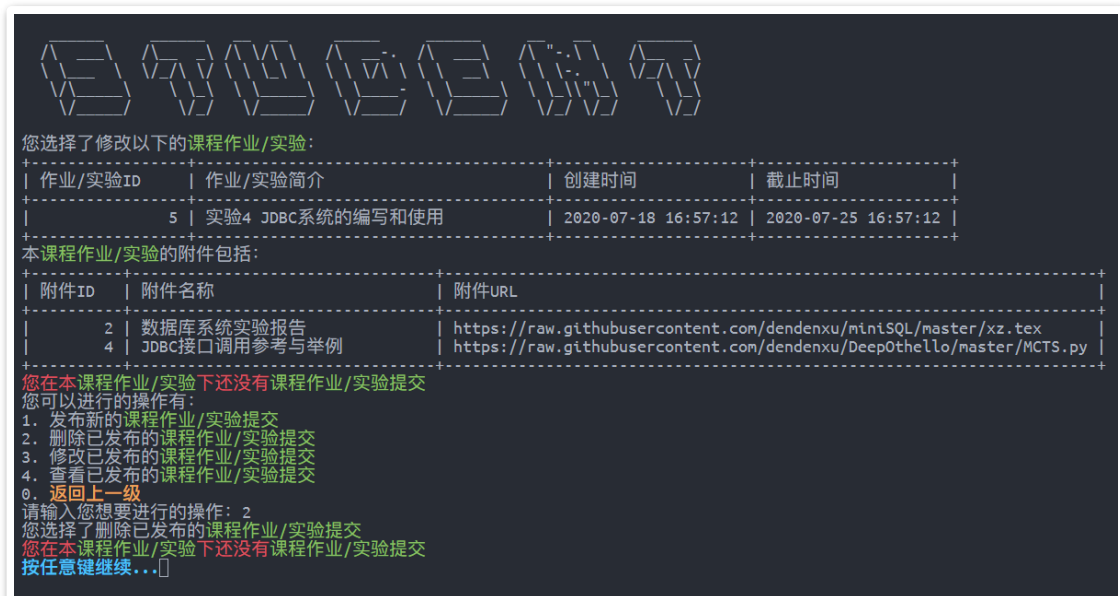 STUDENT
您选择了修改以下的课程作业/实验：
| 作业/实验ID | 作业/实验简介 | 创建时间 | 截止时间 |
| 5 | 实验4 JDBC系统的编写和使用 | 2020-07-18 16:57:12 | 2020-07-25 16:57:12 |
本课程作业/实验的附件包括：
| 附件ID | 附件名称 | 附件URL |
| 2 | 数据库系统实验报告 | https://raw.githubusercontent.com/dendenxu/miniSQL/master/xz.tex |
| 4 | JDBC接口调用参考与举例 | https://raw.githubusercontent.com/dendenxu/DeepOthello/master/MCTS.py |
您在本课程作业/实验下还没有课程作业/实验提交
您可以进行的操作有：
1. 发布新的课程作业/实验提交
2. 删除已发布的课程作业/实验提交
3. 修改已发布的课程作业/实验提交
4. 查看已发布的课程作业/实验提交
0. 返回上一级
请输入您想要进行的操作：2
您选择了删除已发布的课程作业/实验提交
您在本课程作业/实验下还没有课程作业/实验提交
按任意键继续...